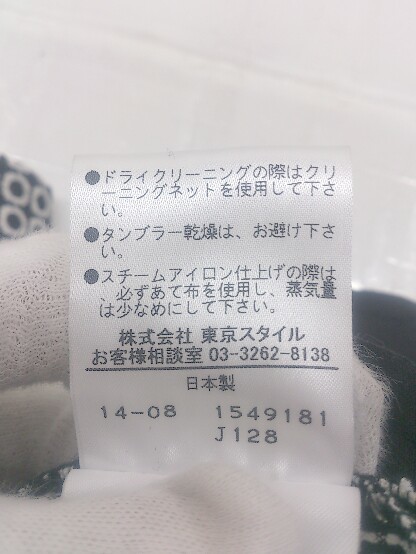 ●ドライクリーニングの際はクリ
ーニングネットを使用して下さ
い。
●タンブラー乾燥は、お避け下さ
い。
●スチームアイロン仕上げの際は
、必ずあて布を使用し、蒸気量
は少なめにして下さい。
株式会社 東京スタイル
お客様相談室 03-3262-8138
日本製
14-08 1549181
J128